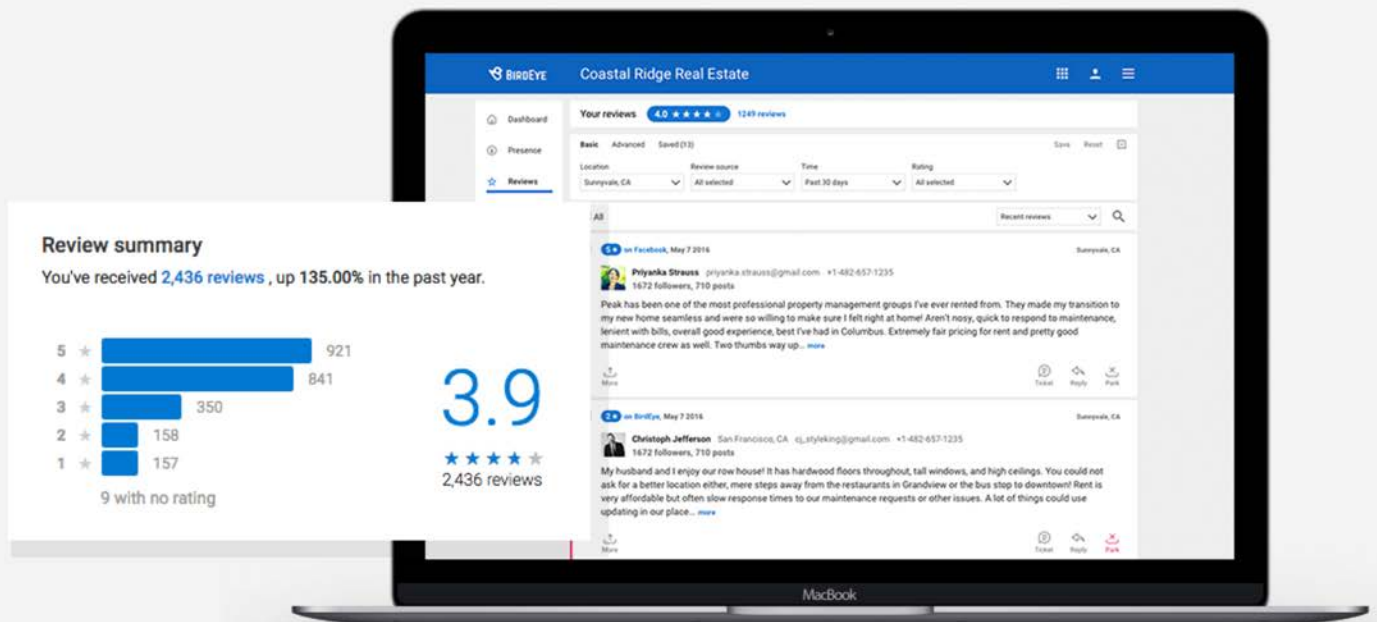 BIRDEYE
Coastal Ridge Real Estate
Dashboard
Presence
Reviews
Your reviews 4.0 ★★★★★ 1249 reviews
Basic Advanced Saved (13) Save Reset
Location Review source Time Rating
Sunnyvale, CA All selected Past 30 days All selected
All Recent reviews
5★ on Facebook, May 7 2016 Sunnyvale, CA
Priyanka Strauss priyanka.strauss@gmail.com +1-482-657-1235
1672 followers, 710 posts
Peak has been one of the most professional property management groups I've ever rented from. They made my transition to
my new home seamless and were so willing to make sure I felt right at home! Aren't nosy, quick to respond to maintenance,
lenient with bills, overall good experience, best I've had in Columbus. Extremely fair pricing for rent and pretty good
maintenance crew as well. Two thumbs way up... more
More Ticket Reply Park
2★ on BirdEye, May 7 2016 Sunnyvale, CA
Christoph Jefferson San Francisco, CA cj_styleking@gmail.com +1-482-657-1235
1672 followers, 710 posts
My husband and I enjoy our row house! It has hardwood floors throughout, tall windows, and high ceilings. You could not
ask for a better location either, mere steps away from the restaurants in Grandview or the bus stop to downtown! Rent is
very affordable but often slow response times to our maintenance requests or other issues. A lot of things could use
updating in our place... more
More Ticket Reply Park
MacBook
Review summary
You've received 2,436 reviews , up 135.00% in the past year.
5 ★ 921
4 ★ 841
3 ★ 350
2 ★ 158
1 ★ 157
9 with no rating
3.9
★★★★★
2,436 reviews